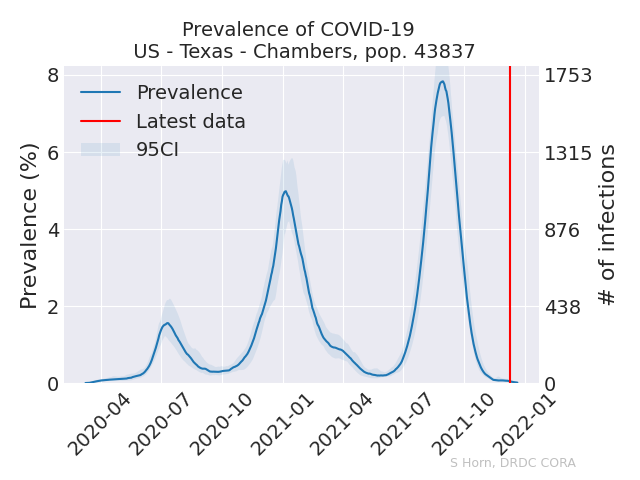 Prevalence of COVID-19
US - Texas - Chambers, pop. 43837
Prevalence
Latest data
95CI
Prevalence (%)
8
6
4
2
0
1753
1315
876
438
0
# of infections
2020-04
2020-07
2020-10
2021-01
2021-04
2021-07
2021-10
2022-01
S Horn, DRDC CORA